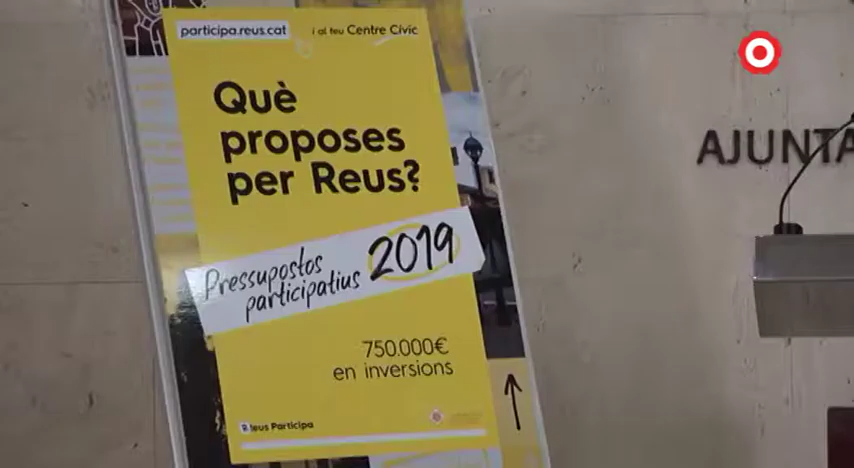 participa.reus.cat
i al teu Centre Cívic
Què
proposes
per Reus?
Pressupostos
participatius
2019
750.000€
en inversions
Reus Participa
AJUNTA